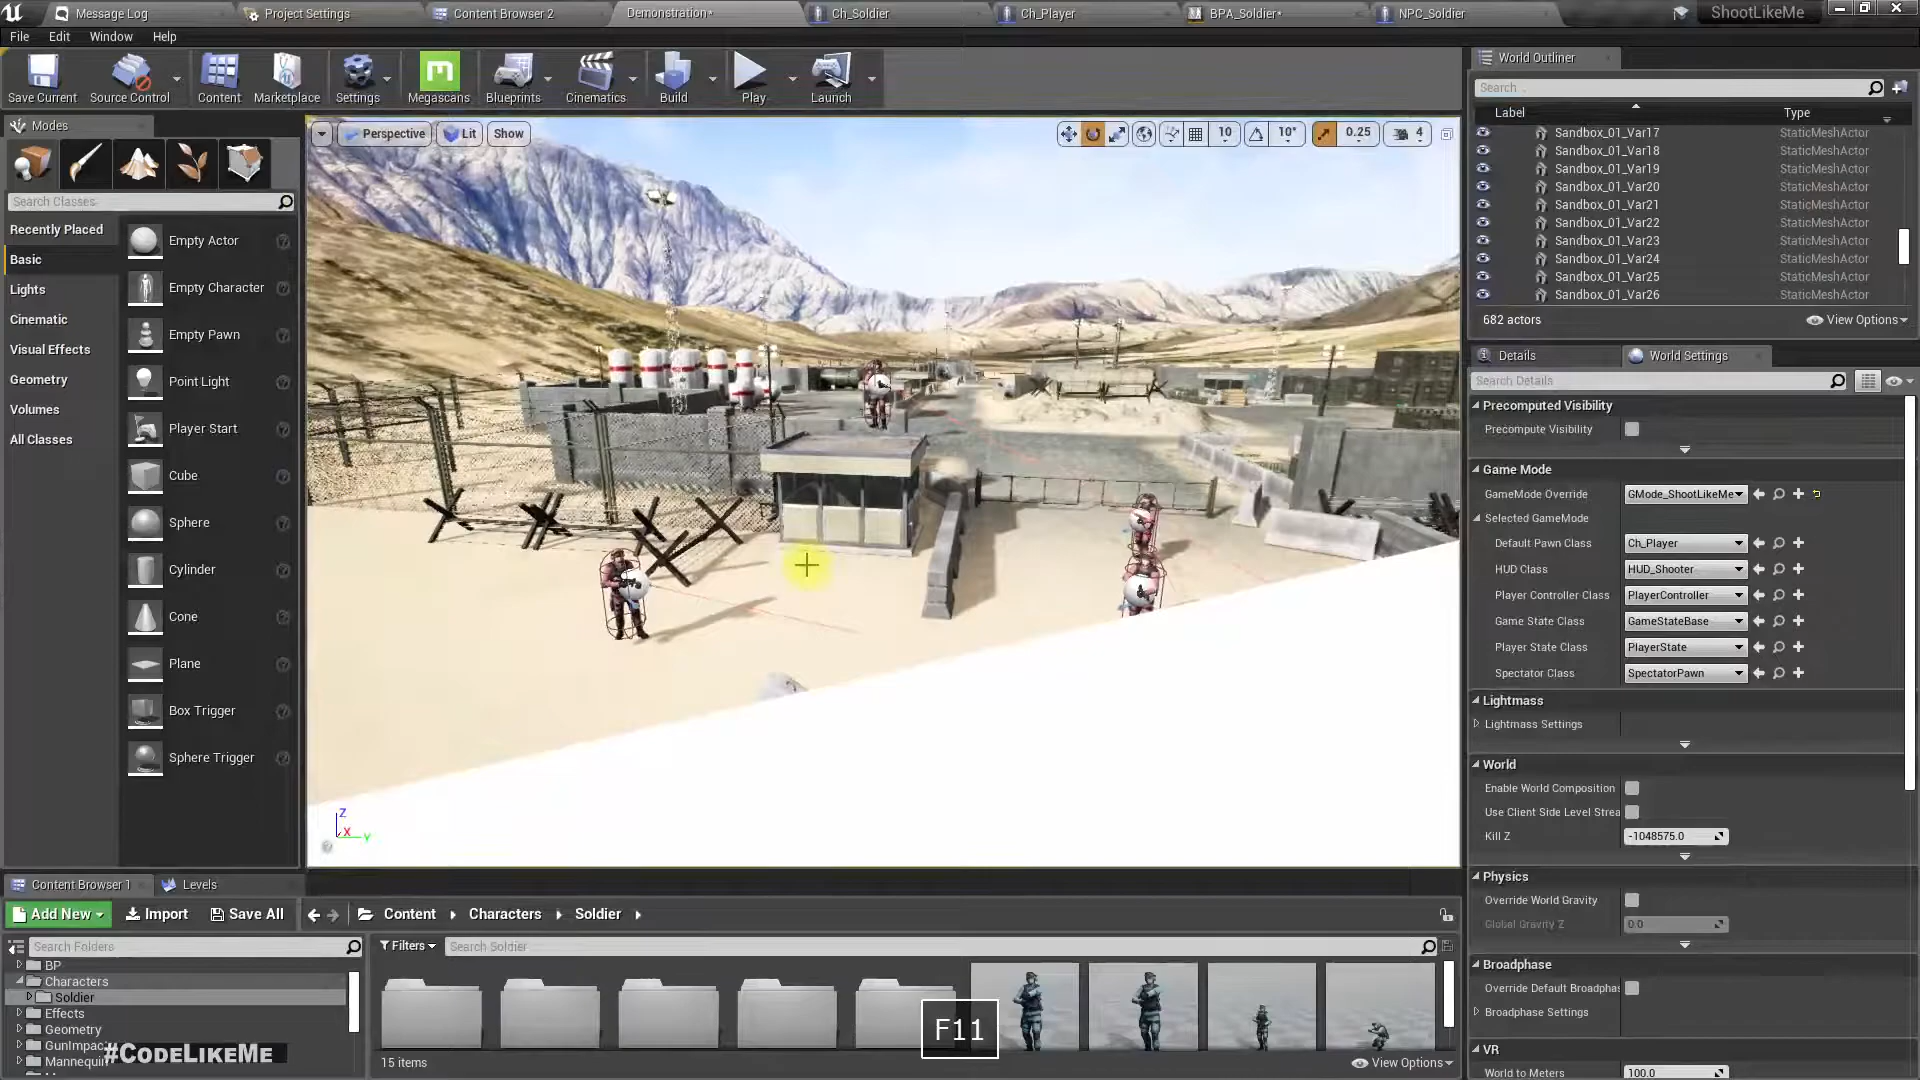 Message Log
Project Settings
Content Browser 2
Demonstration*
Ch_Soldier
Ch_Player
BPA_Soldier*
NPC_Soldier
ShootLikeMe
File Edit Window Help
Save Current
Source Control
Content
Marketplace
Settings
Megascans
Blueprints
Cinematics
Build
Play
Launch
Modes
Search Classes
Recently Placed
Basic
Lights
Cinematic
Visual Effects
Geometry
Volumes
All Classes
Empty Actor
Empty Character
Empty Pawn
Point Light
Player Start
Cube
Sphere
Cylinder
Cone
Plane
Box Trigger
Sphere Trigger
Perspective Lit Show
10 10° 0.25 4
Z
X
Y
World Outliner
Search...
Label Type
Sandbox_01_Var17 StaticMeshActor
Sandbox_01_Var18 StaticMeshActor
Sandbox_01_Var19 StaticMeshActor
Sandbox_01_Var20 StaticMeshActor
Sandbox_01_Var21 StaticMeshActor
Sandbox_01_Var22 StaticMeshActor
Sandbox_01_Var23 StaticMeshActor
Sandbox_01_Var24 StaticMeshActor
Sandbox_01_Var25 StaticMeshActor
Sandbox_01_Var26 StaticMeshActor
682 actors View Options
Details World Settings
Search Details
Precomputed Visibility
Precompute Visibility
Game Mode
GameMode Override GMode_ShootLikeMe
Selected GameMode
Default Pawn Class Ch_Player
HUD Class HUD_Shooter
Player Controller Class PlayerController
Game State Class GameStateBase
Player State Class PlayerState
Spectator Class SpectatorPawn
Lightmass
Lightmass Settings
World
Enable World Composition
Use Client Side Level Strea
Kill Z -1048575.0
Physics
Override World Gravity
Global Gravity Z 0.0
Broadphase
Override Default Broadphas
Broadphase Settings
VR
World to Meters 100.0
Content Browser 1 Levels
Add New Import Save All Content Characters Soldier
Search Folders
Filters Search Soldier
BP
Characters
Soldier
Effects
Geometry
GunImpac
Mannequin
#CodeLikeMe
F11
15 items View Options